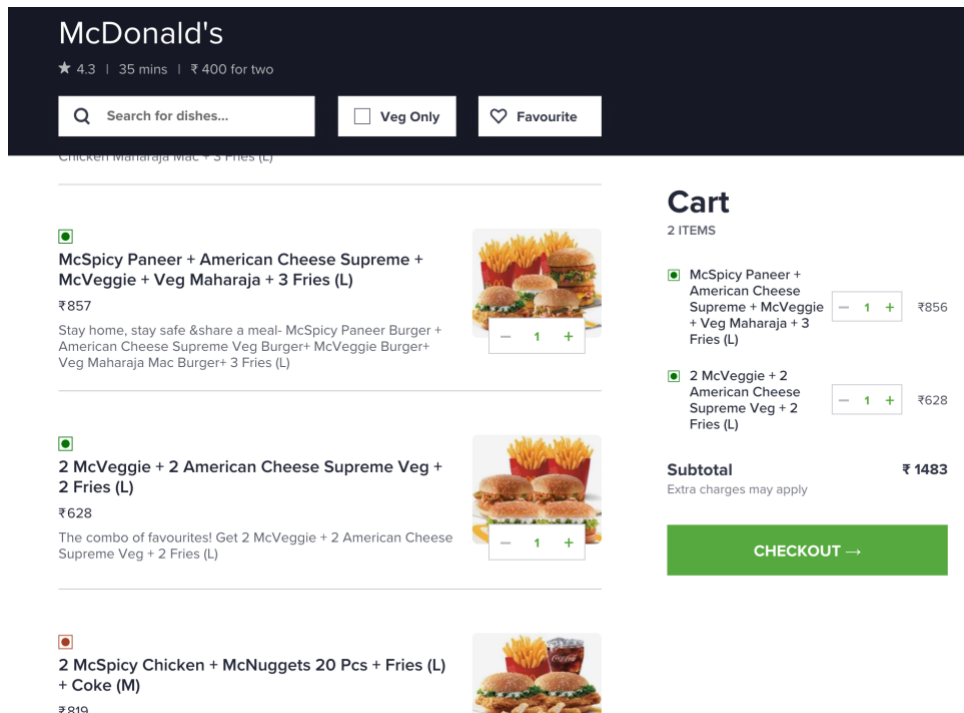 McDonald's
★ 4.3 | 35 mins | ₹ 400 for two
Search for dishes...
Veg Only
Favourite
Chicken Maharaja Mac + 3 Fries (L)
McSpicy Paneer + American Cheese Supreme +
McVeggie + Veg Maharaja + 3 Fries (L)
₹857
Stay home, stay safe &share a meal- McSpicy Paneer Burger +
American Cheese Supreme Veg Burger+ McVeggie Burger+
Veg Maharaja Mac Burger+ 3 Fries (L)
− 1 +
2 McVeggie + 2 American Cheese Supreme Veg +
2 Fries (L)
₹628
The combo of favourites! Get 2 McVeggie + 2 American Cheese
Supreme Veg + 2 Fries (L)
− 1 +
2 McSpicy Chicken + McNuggets 20 Pcs + Fries (L)
+ Coke (M)
₹819
Cart
2 ITEMS
McSpicy Paneer +
American Cheese
Supreme + McVeggie
+ Veg Maharaja + 3
Fries (L)
− 1 +
₹856
2 McVeggie + 2
American Cheese
Supreme Veg + 2
Fries (L)
− 1 +
₹628
Subtotal
₹ 1483
Extra charges may apply
CHECKOUT →